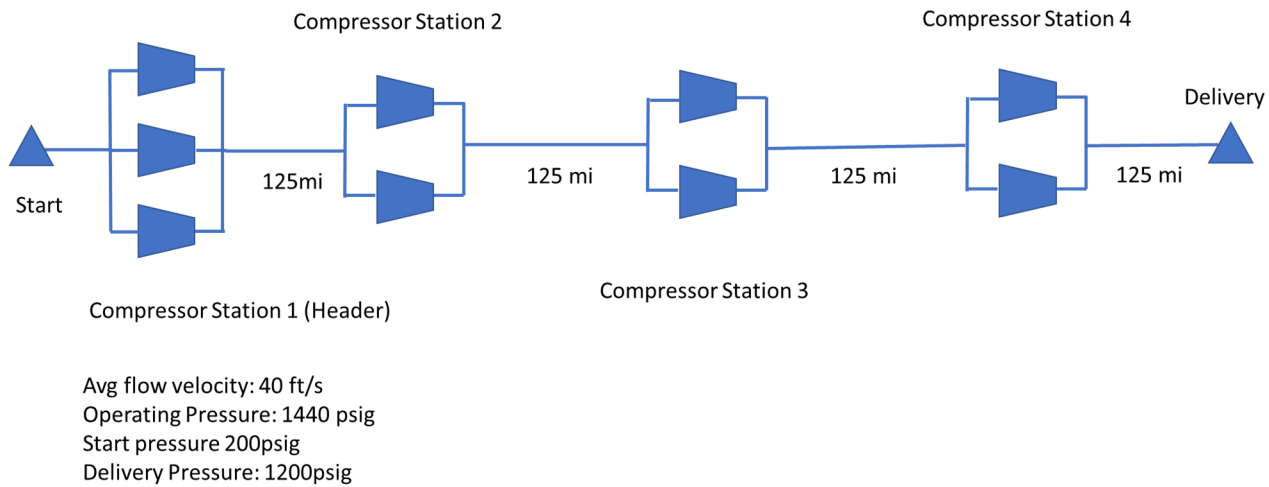 Compressor Station 2
Compressor Station 4
Delivery
Start
125mi
125 mi
125 mi
125 mi
Compressor Station 3
Compressor Station 1 (Header)
Avg flow velocity: 40 ft/s
Operating Pressure: 1440 psig
Start pressure 200psig
Delivery Pressure: 1200psig